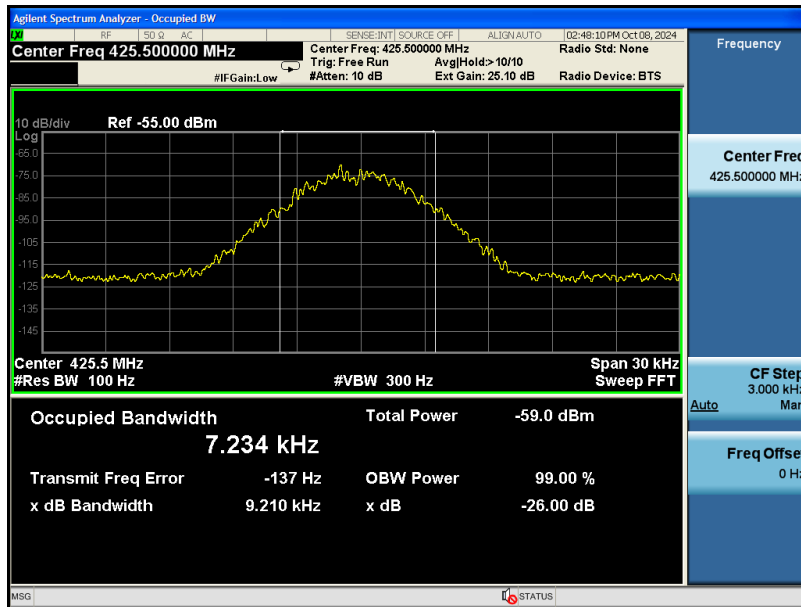 Agilent Spectrum Analyzer - Occupied BW
LXI RF 50 Ω AC SENSE:INT SOURCE OFF ALIGN AUTO 02:48:10 PM Oct 08, 2024
Center Freq 425.500000 MHz
Center Freq: 425.500000 MHz
Radio Std: None
Trig: Free Run Avg|Hold:> 10/10
#IFGain:Low #Atten: 10 dB Ext Gain: 25.10 dB Radio Device: BTS
10 dB/div Ref -55.00 dBm
Log
-65.0
-75.0
-85.0
-95.0
-105
-115
-125
-135
-145
Center 425.5 MHz Span 30 kHz
#Res BW 100 Hz #VBW 300 Hz Sweep FFT
Occupied Bandwidth Total Power -59.0 dBm
7.234 kHz
Transmit Freq Error -137 Hz OBW Power 99.00 %
x dB Bandwidth 9.210 kHz x dB -26.00 dB
MSG STATUS
Frequency
Center Freq
425.500000 MHz
CF Step
3.000 kHz
Auto Man
Freq Offset
0 Hz